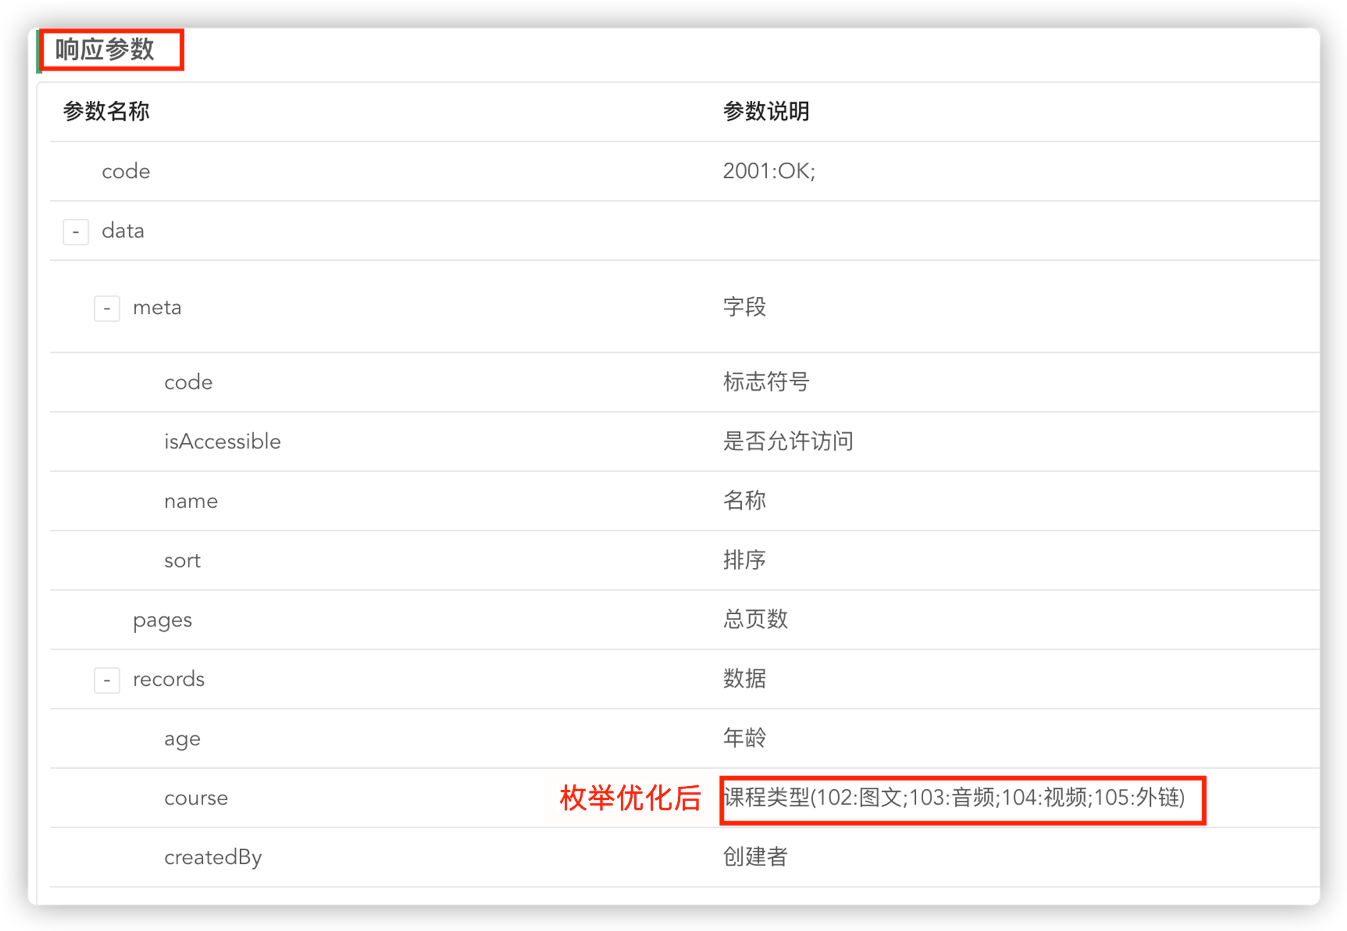 响应参数
参数名称 参数说明
code 2001:OK;
- data
- meta 字段
code 标志符号
isAccessible 是否允许访问
name 名称
sort 排序
pages 总页数
- records 数据
age 年龄
course 枚举优化后 课程类型(102:图文;103:音频;104:视频;105:外链)
createdBy 创建者